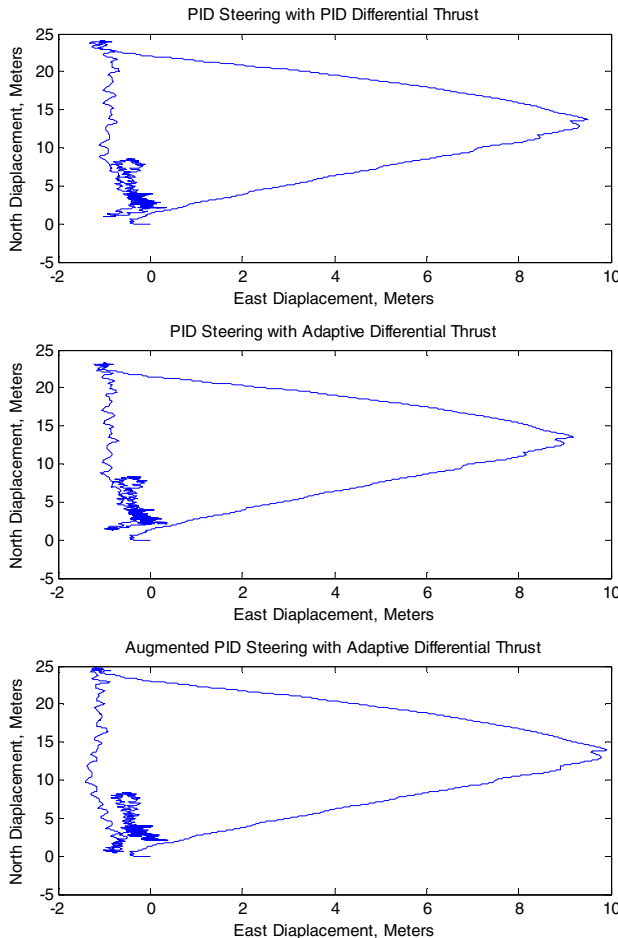 PID Steering with PID Differential Thrust
25
20
15
10
5
0
-5
North Displacement, Meters
-2 0 2 4 6 8 10
East Diaplacement, Meters
PID Steering with Adaptive Differential Thrust
25
20
15
10
5
0
-5
North Displacement, Meters
-2 0 2 4 6 8 10
East Diaplacement, Meters
Augmented PID Steering with Adaptive Differential Thrust
25
20
15
10
5
0
-5
North Displacement, Meters
-2 0 2 4 6 8 10
East Diaplacement, Meters